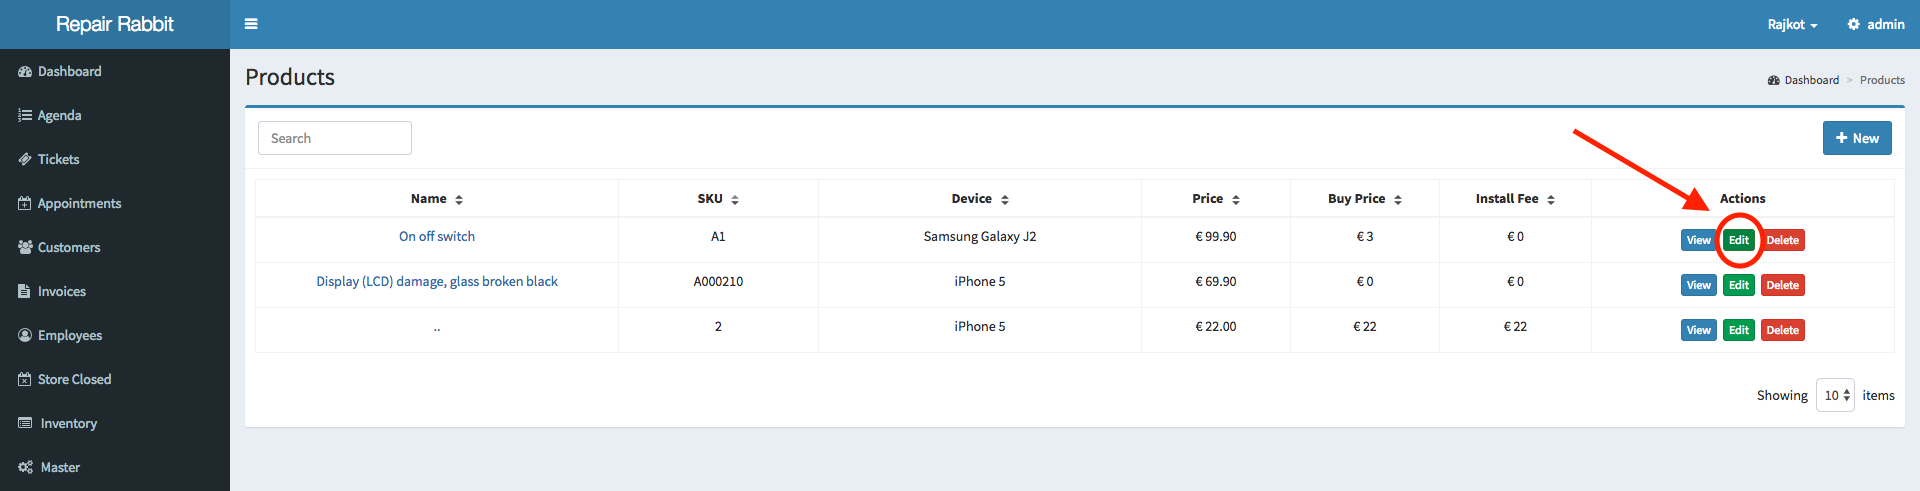 Repair Rabbit
Rajkot
admin
Dashboard
Agenda
Tickets
Appointments
Customers
Invoices
Employees
Store Closed
Inventory
Master
Products
Dashboard > Products
Search
+ New
Name SKU Device Price Buy Price Install Fee Actions
On off switch A1 Samsung Galaxy J2 € 99.90 € 3 € 0 View Edit Delete
Display (LCD) damage, glass broken black A000210 iPhone 5 € 69.90 € 0 € 0 View Edit Delete
.. 2 iPhone 5 € 22.00 € 22 € 22 View Edit Delete
Showing 10 items